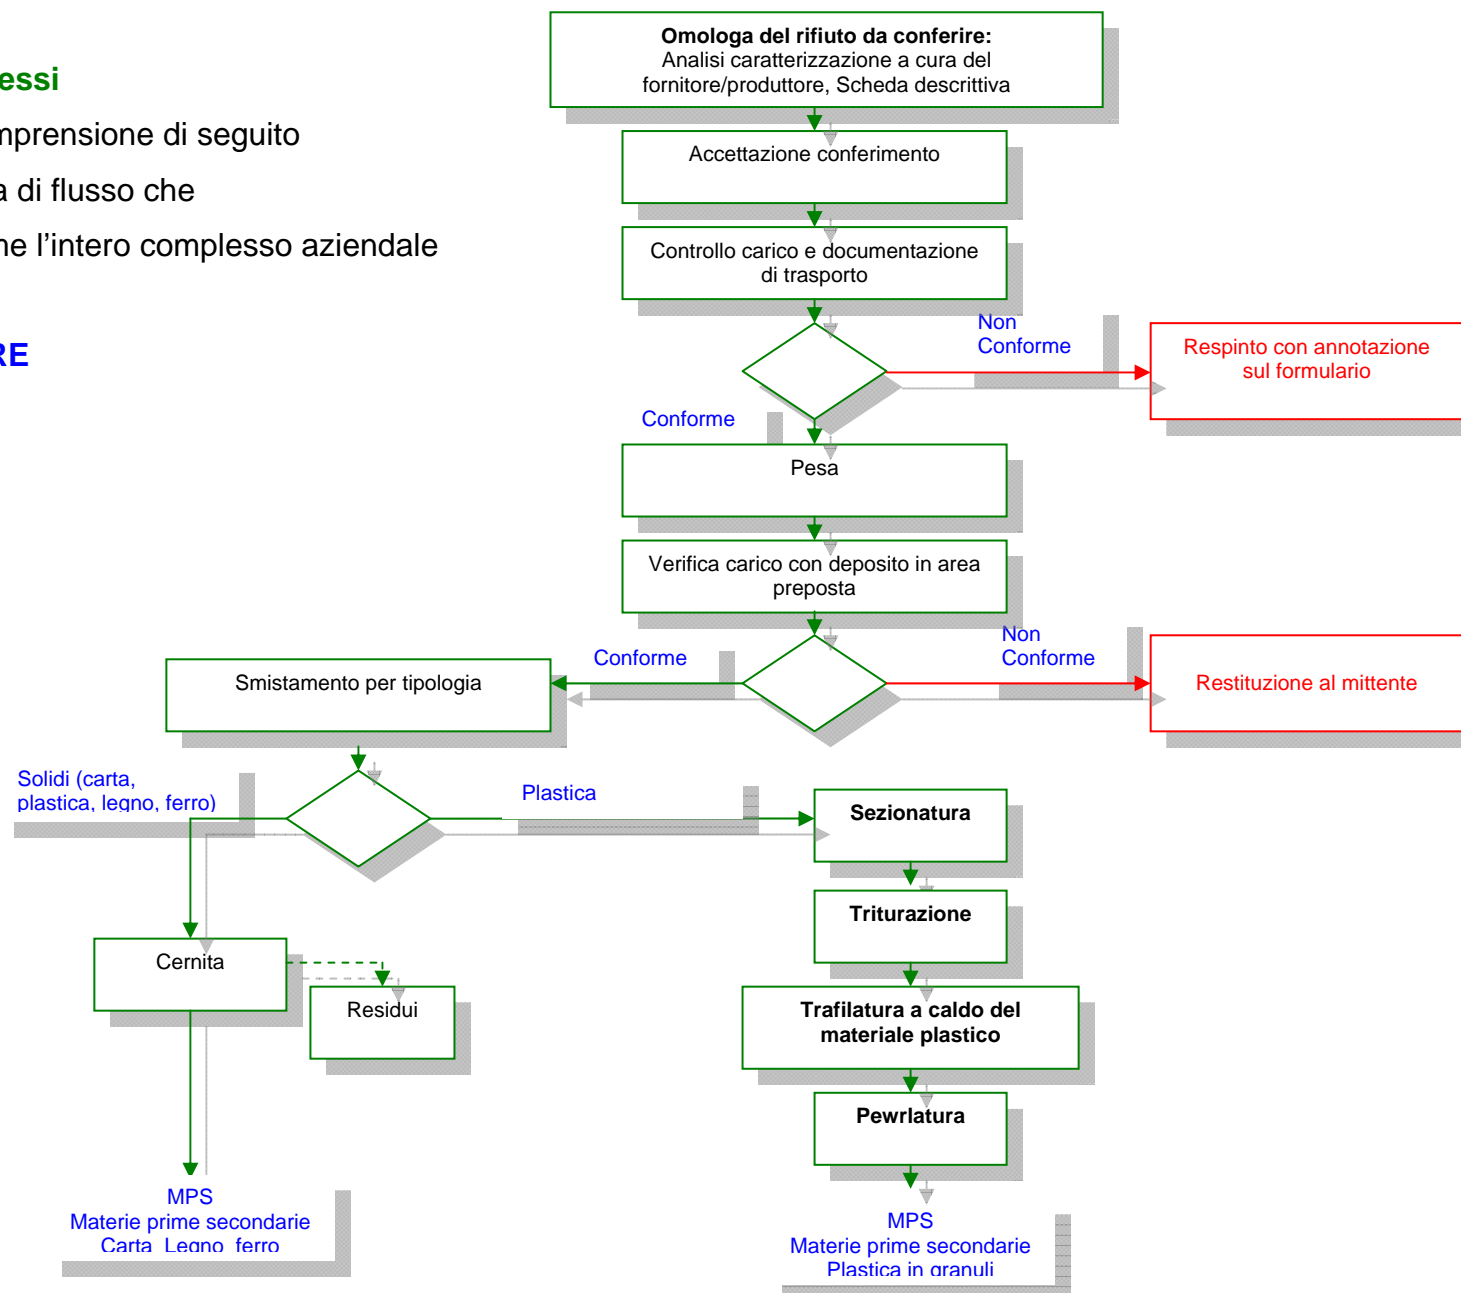 essi
mprensione di seguito
a di flusso che
ne l'intero complesso aziendale
RE
Omologa del rifiuto da conferire:
Analisi caratterizzazione a cura del
fornitore/produttore, Scheda descrittiva
Accettazione conferimento
Controllo carico e documentazione
di trasporto
Non
Conforme
Respinto con annotazione
sul formulario
Conforme
Pesa
Verifica carico con deposito in area
preposta
Non
Conforme
Restituzione al mittente
Conforme
Smistamento per tipologia
Solidi (carta,
plastica, legno, ferro)
Plastica
Sezionatura
Triturazione
Cernita
Residui
Trafilatura a caldo del
materiale plastico
Pewrlatura
MPS
Materie prime secondarie
Carta Legno ferro
MPS
Materie prime secondarie
Plastica in granuli